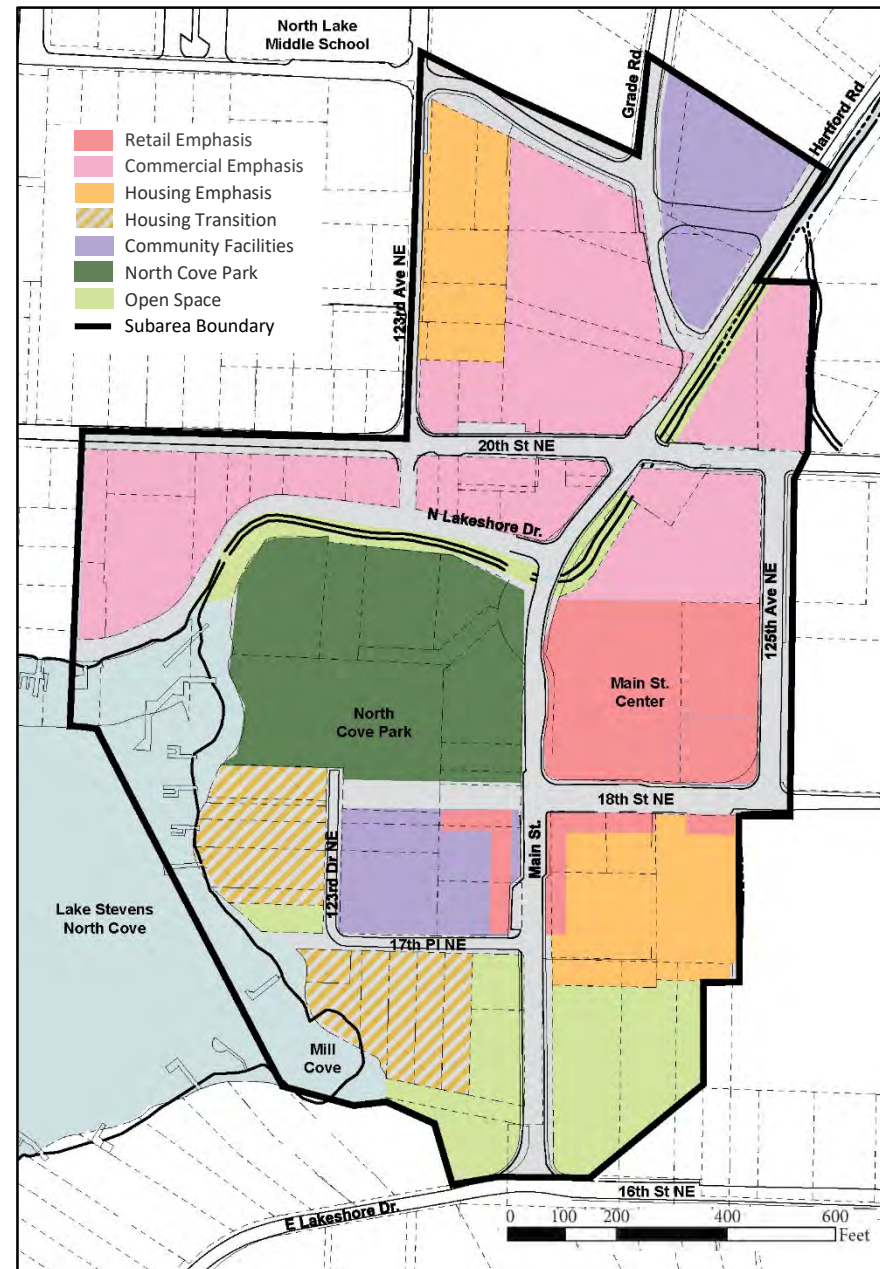 North Lake
Middle School
Grade Rd
Hartford Rd
Retail Emphasis
Commercial Emphasis
Housing Emphasis
Housing Transition
Community Facilities
North Cove Park
Open Space
Subarea Boundary
123rd Ave NE
20th St NE
N Lakeshore Dr.
125th Ave NE
Main St.
Center
North
Cove Park
18th St NE
Main St.
123rd Dr NE
Lake Stevens
North Cove
17th Pl NE
Mill
Cove
16th St NE
E Lakeshore Dr.
0 100 200 400 600
Feet